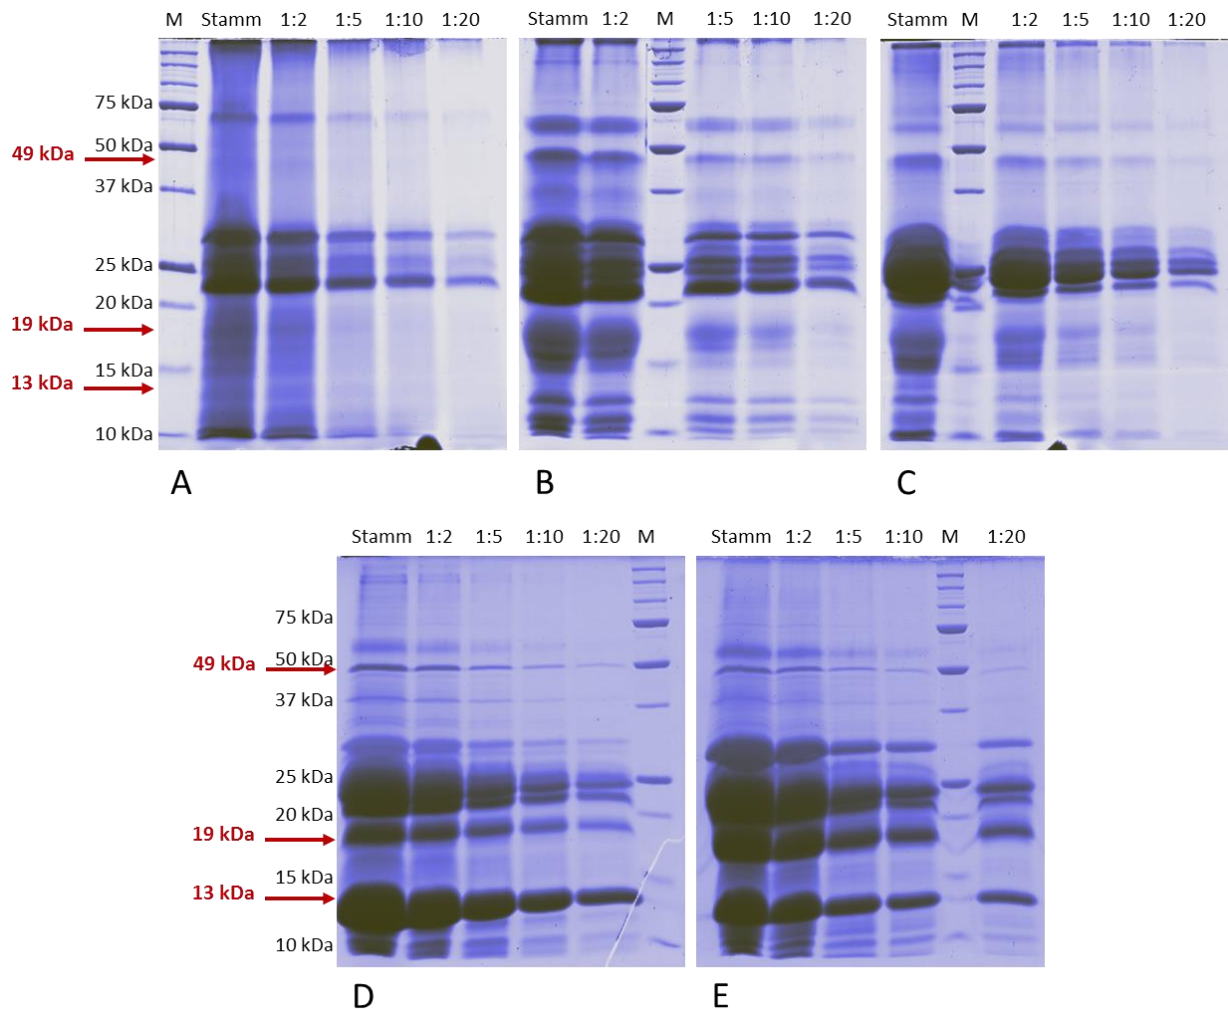 M Stamm 1:2 1:5 1:10 1:20
Stamm 1:2 M 1:5 1:10 1:20
Stamm M 1:2 1:5 1:10 1:20
75 kDa
50 kDa
49 kDa
37 kDa
25 kDa
20 kDa
19 kDa
15 kDa
13 kDa
10 kDa
A B C
Stamm 1:2 1:5 1:10 1:20 M
Stamm 1:2 1:5 1:10 M 1:20
75 kDa
50 kDa
49 kDa
37 kDa
25 kDa
20 kDa
19 kDa
15 kDa
13 kDa
10 kDa
D E